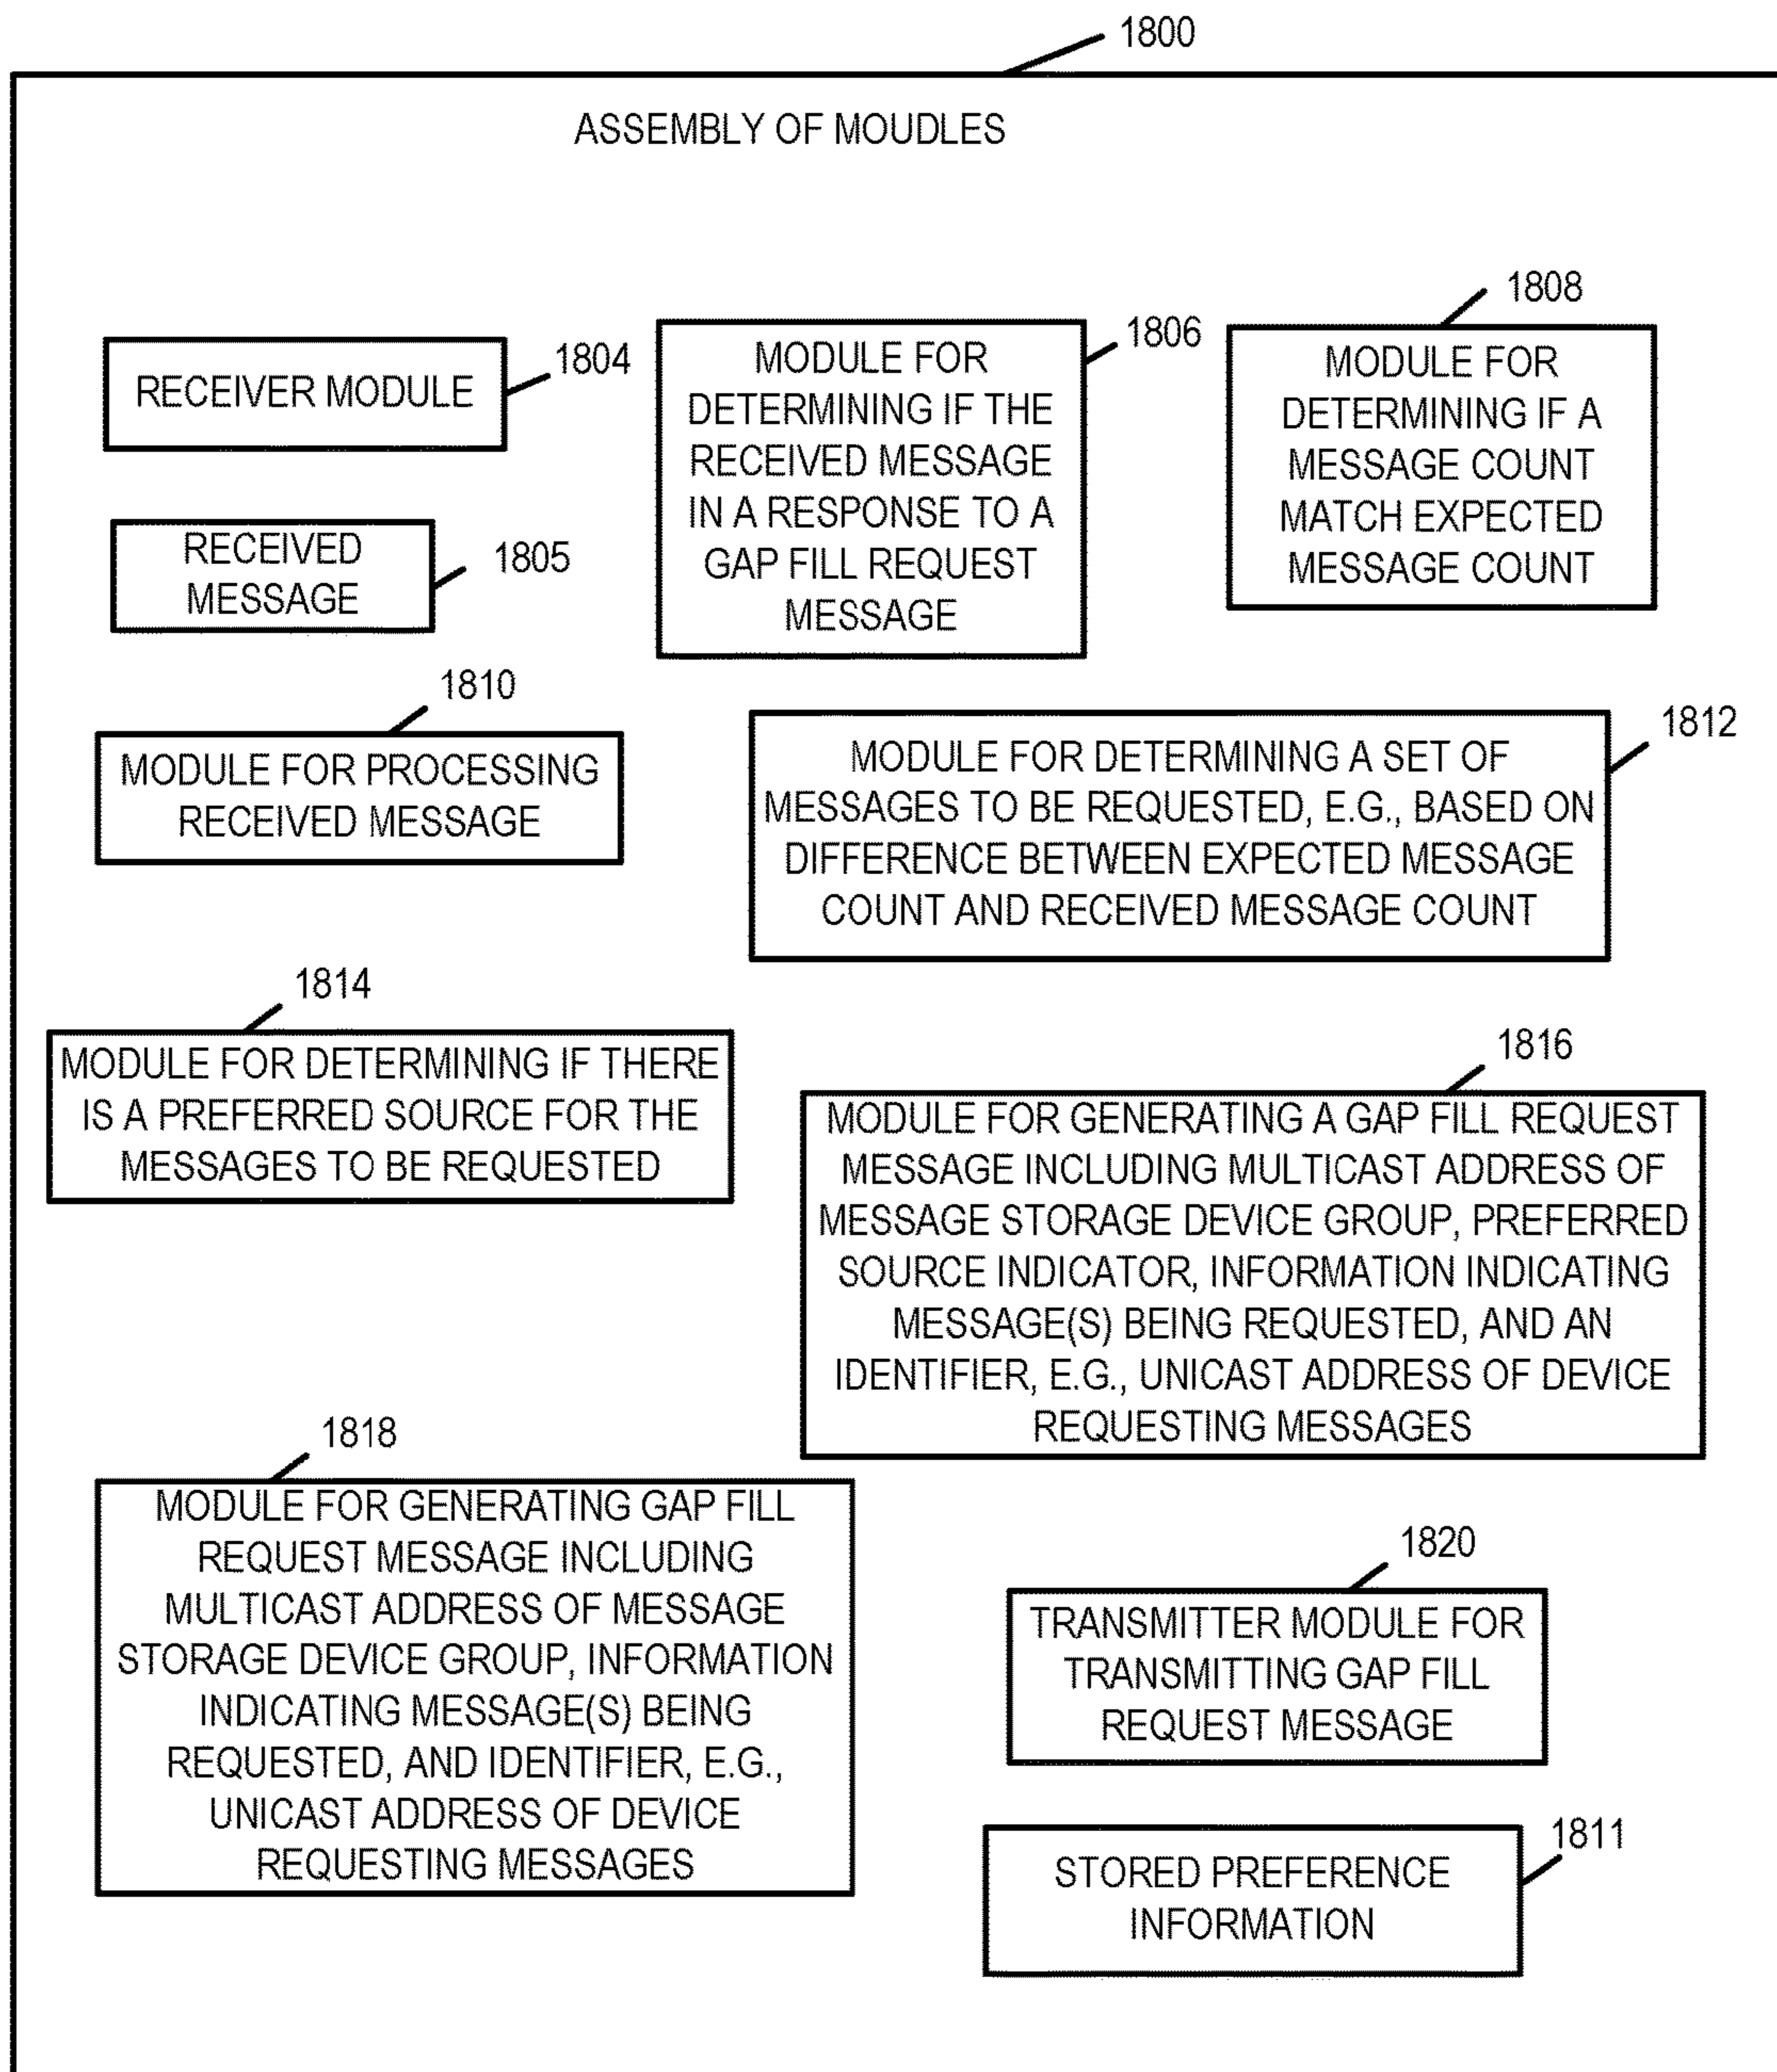 1800
ASSEMBLY OF MOUDLES
RECEIVER MODULE
1804
RECEIVED
MESSAGE
1805
MODULE FOR
DETERMINING IF THE
RECEIVED MESSAGE
IN A RESPONSE TO A
GAP FILL REQUEST
MESSAGE
1806
1808
MODULE FOR
DETERMINING IF A
MESSAGE COUNT
MATCH EXPECTED
MESSAGE COUNT
1810
MODULE FOR PROCESSING
RECEIVED MESSAGE
1812
MODULE FOR DETERMINING A SET OF
MESSAGES TO BE REQUESTED, E.G., BASED ON
DIFFERENCE BETWEEN EXPECTED MESSAGE
COUNT AND RECEIVED MESSAGE COUNT
1814
MODULE FOR DETERMINING IF THERE
IS A PREFERRED SOURCE FOR THE
MESSAGES TO BE REQUESTED
1816
MODULE FOR GENERATING A GAP FILL REQUEST
MESSAGE INCLUDING MULTICAST ADDRESS OF
MESSAGE STORAGE DEVICE GROUP, PREFERRED
SOURCE INDICATOR, INFORMATION INDICATING
MESSAGE(S) BEING REQUESTED, AND AN
IDENTIFIER, E.G., UNICAST ADDRESS OF DEVICE
REQUESTING MESSAGES
1818
MODULE FOR GENERATING GAP FILL
REQUEST MESSAGE INCLUDING
MULTICAST ADDRESS OF MESSAGE
STORAGE DEVICE GROUP, INFORMATION
INDICATING MESSAGE(S) BEING
REQUESTED, AND IDENTIFIER, E.G.,
UNICAST ADDRESS OF DEVICE
REQUESTING MESSAGES
1820
TRANSMITTER MODULE FOR
TRANSMITTING GAP FILL
REQUEST MESSAGE
1811
STORED PREFERENCE
INFORMATION